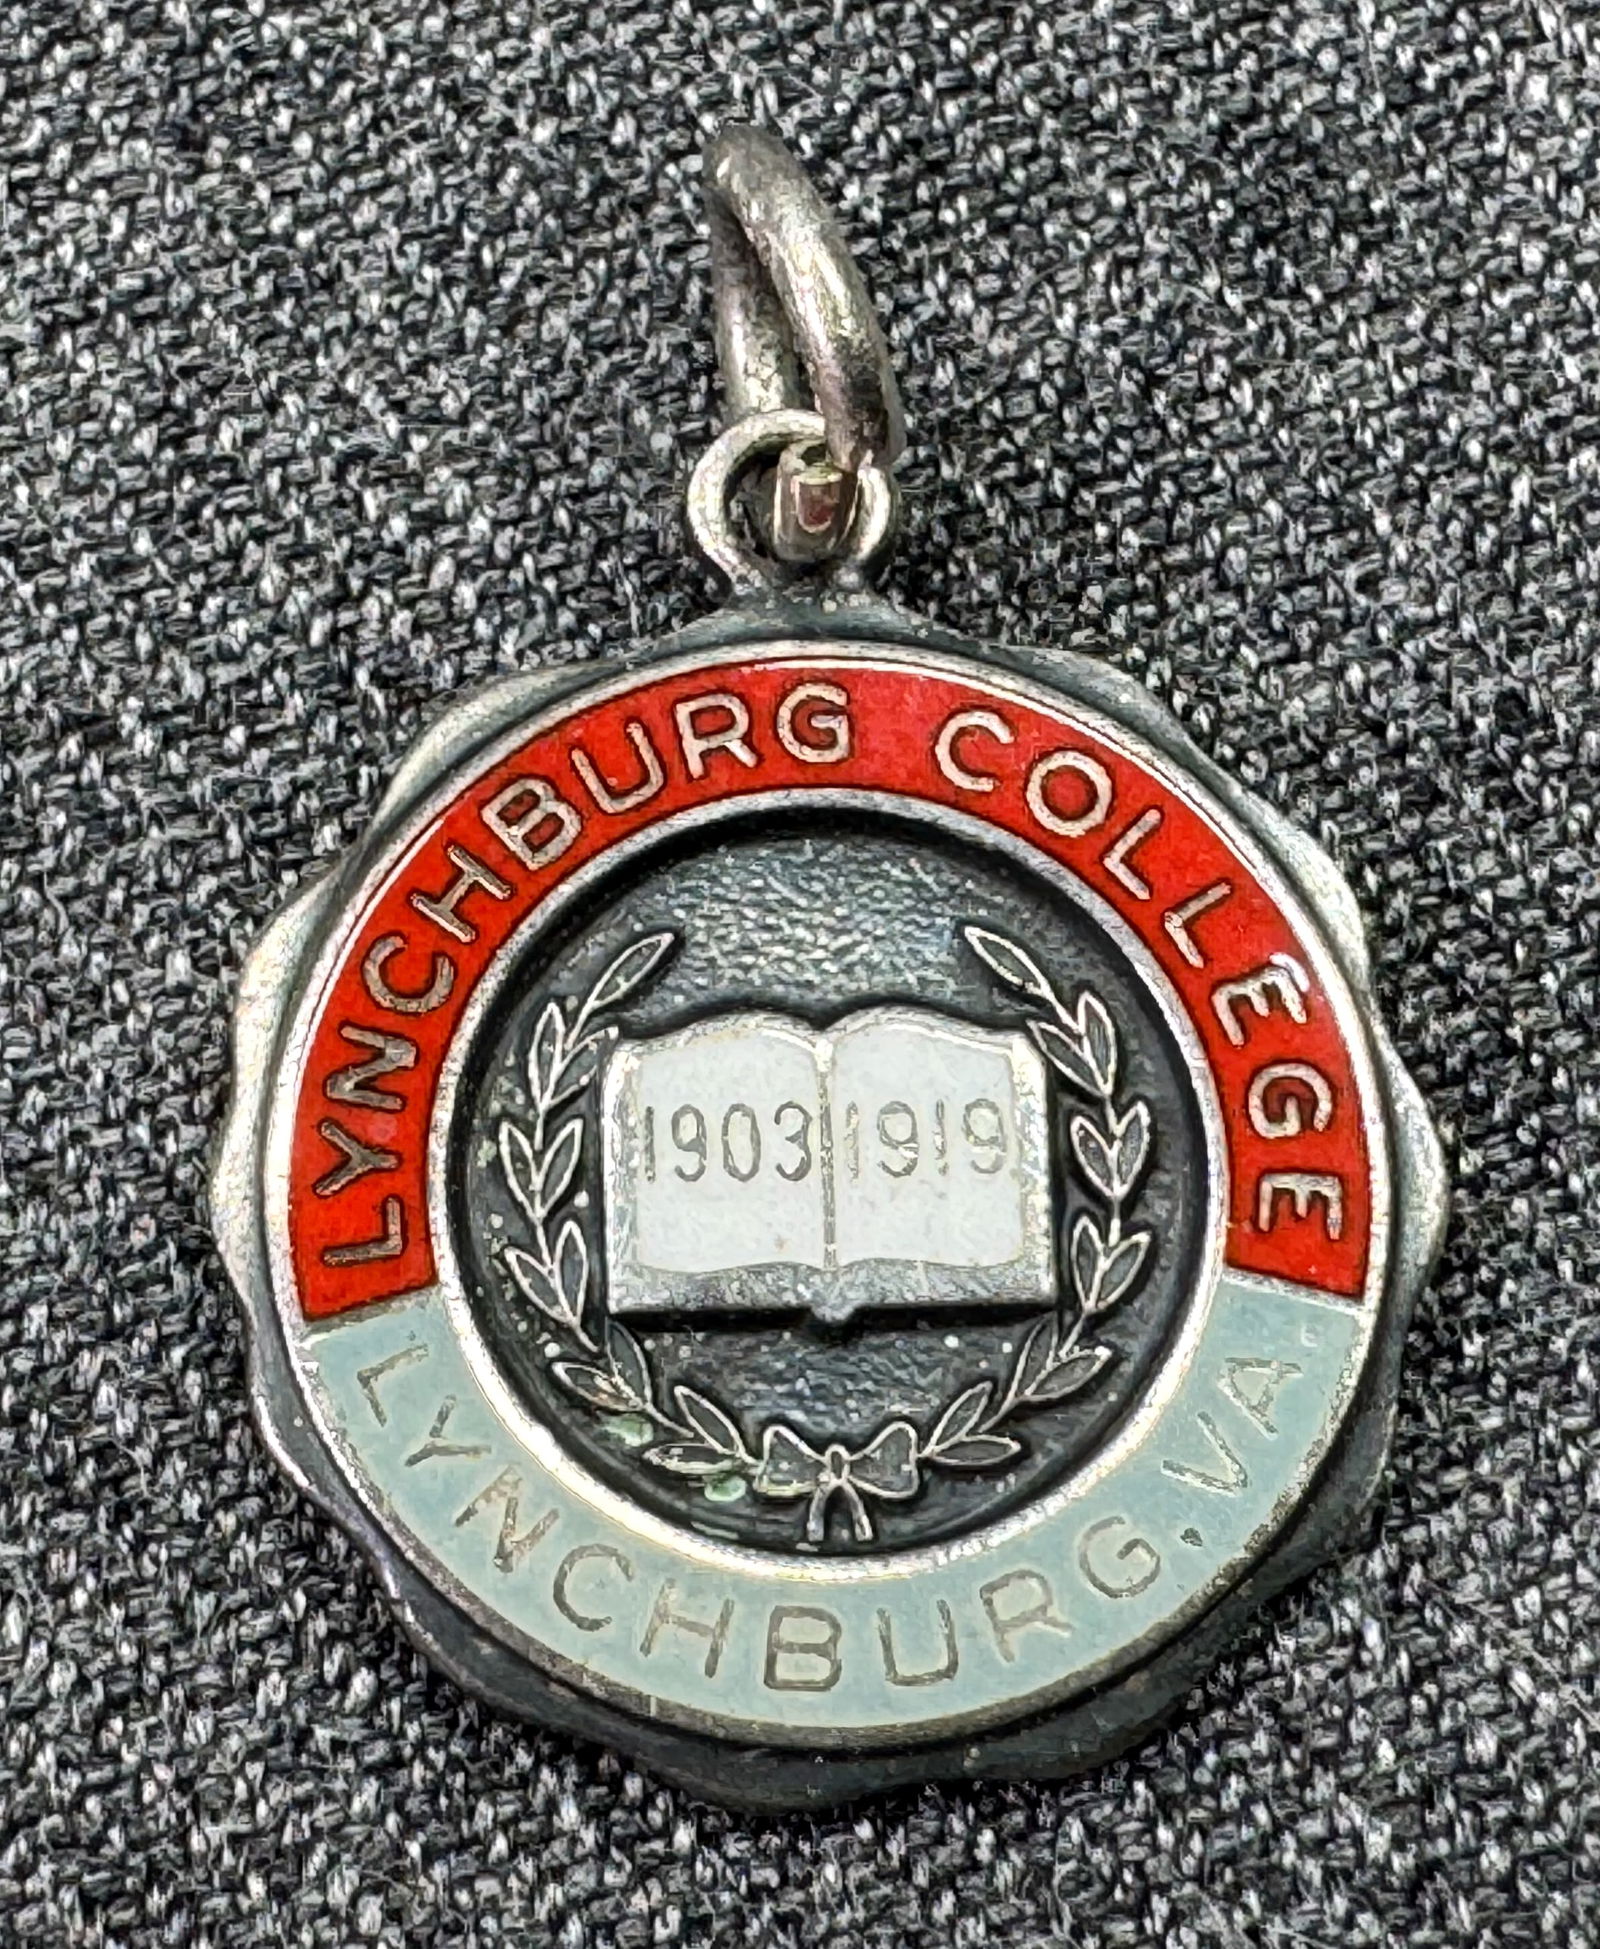 LYNCHBURG COLLEGE
1903 1919
LYNCHBURG, VA